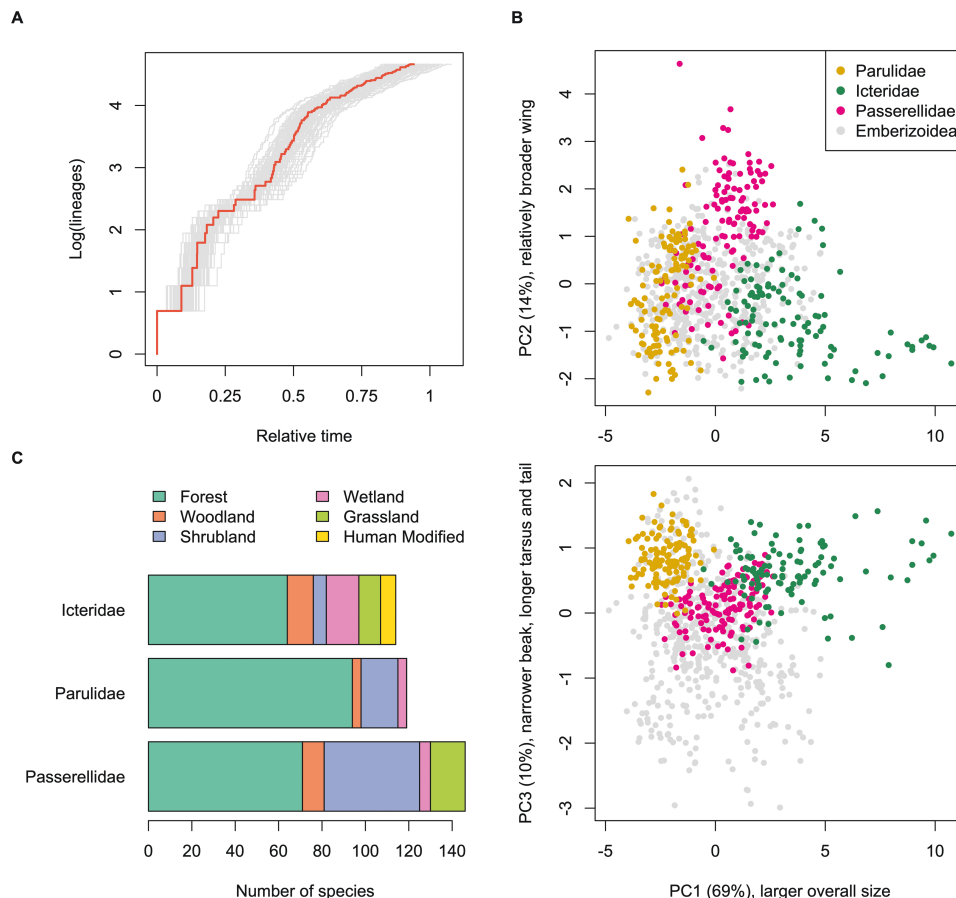 A
Log(lineages)
4
3
2
1
0
0
0.25
0.5
0.75
1
Relative time
B
Parulidae
Icteridae
Passerellidae
Emberizoidea
PC2 (14%), relatively broader wing
4
3
2
1
0
-1
-2
-5
0
5
10
PC3 (10%), narrower beak, longer tarsus and tail
2
1
0
-1
-2
-3
-5
0
5
10
PC1 (69%), larger overall size
C
Forest
Woodland
Shrubland
Wetland
Grassland
Human Modified
Icteridae
Parulidae
Passerellidae
0
20
40
60
80
100
120
140
Number of species